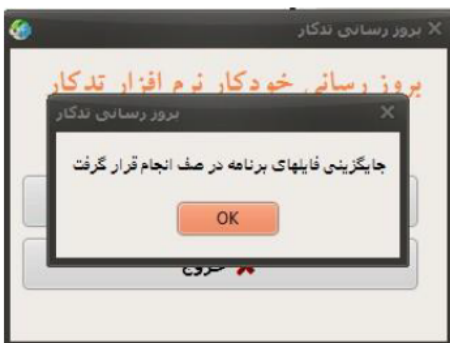 بروز رسانی تدکار
بروز رسانی خودکار نرم افزار تدکار
بروز رسانی تدکار
جایگزینی فایلهای برنامه در صف انجام قرار گرفت
OK
خروج